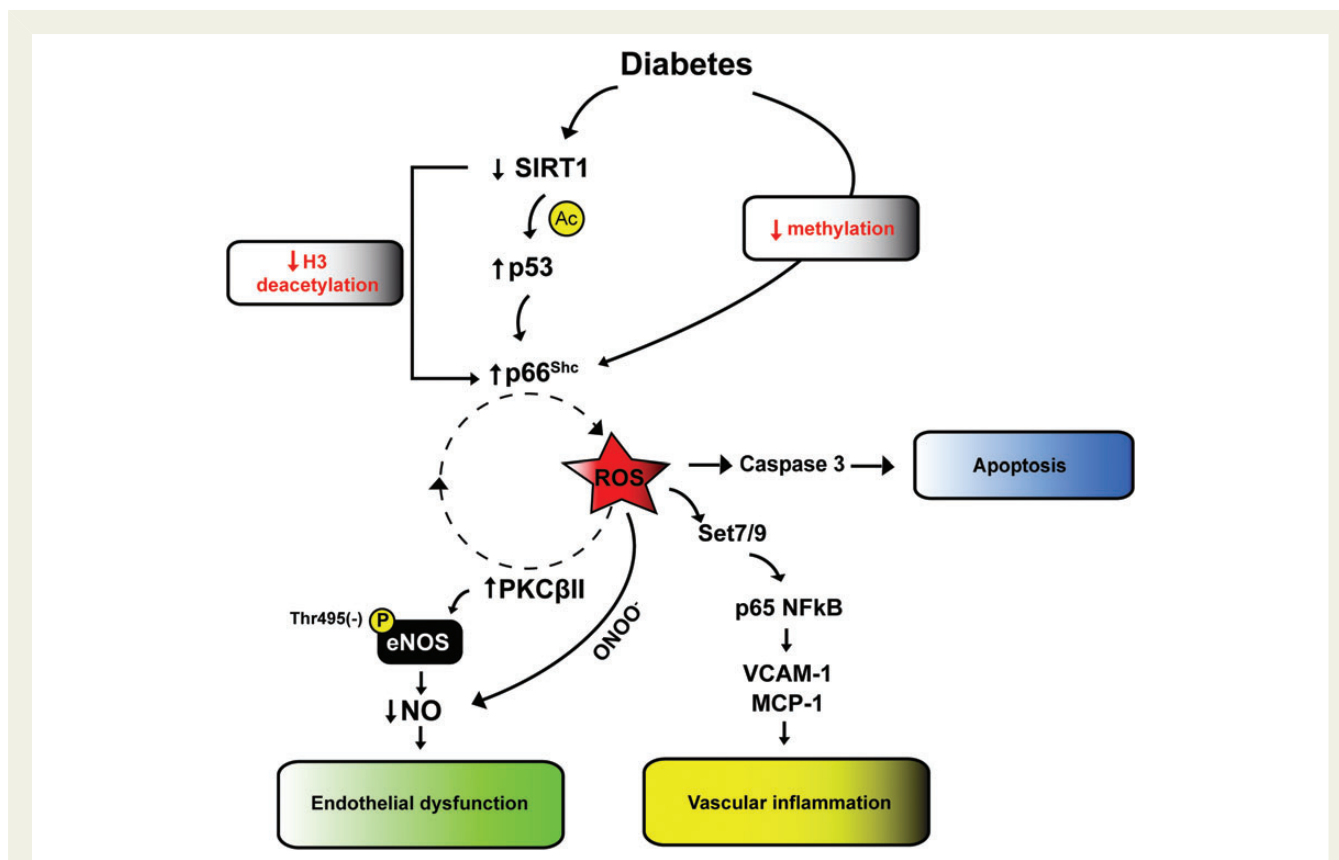 Diabetes
↓ SIRT1
Ac
↓ methylation
↓ H3
deacetylation
↑p53
↑p66ˢʰᶜ
ROS
Caspase 3
Apoptosis
Set7/9
↑PKCβII
p65 NFkB
Thr495(-)
P
eNOS
ONOO⁻
VCAM-1
MCP-1
↓NO
Endothelial dysfunction
Vascular inflammation